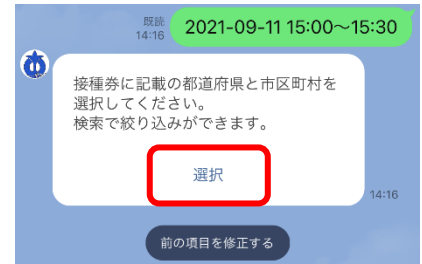 既読
14:16
2021-09-11 15:00～15:30
接種券に記載の都道府県と市区町村を
選択してください。
検索で絞り込みができます。
選択
14:16
前の項目を修正する